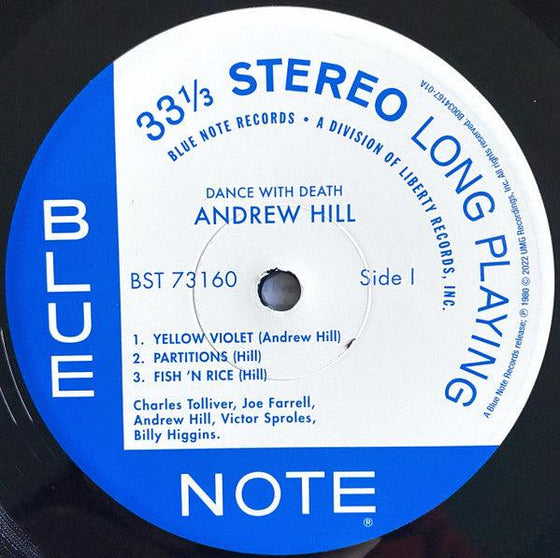 33⅓ STEREO LONG PLAYING
BLUE NOTE RECORDS • A DIVISION OF LIBERTY RECORDS, INC.
A Blue Note Records release; ℗ 1980 © 2022 UMG Recordings, Inc. All rights reserved. B0034167-01A
DANCE WITH DEATH
ANDREW HILL
BST 73160 Side I
1. YELLOW VIOLET (Andrew Hill)
2. PARTITIONS (Hill)
3. FISH 'N RICE (Hill)
Charles Tolliver, Joe Farrell,
Andrew Hill, Victor Sproles,
Billy Higgins.
BLUE
NOTE®